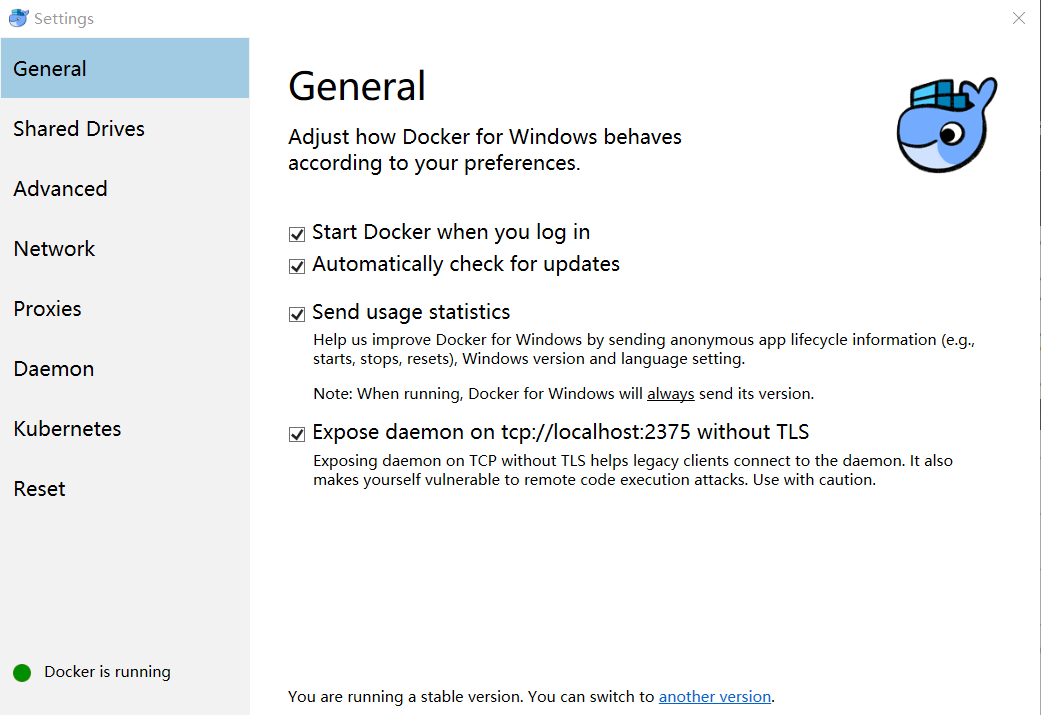 Settings
General
Shared Drives
Advanced
Network
Proxies
Daemon
Kubernetes
Reset
Docker is running
General
Adjust how Docker for Windows behaves
according to your preferences.
Start Docker when you log in
Automatically check for updates
Send usage statistics
Help us improve Docker for Windows by sending anonymous app lifecycle information (e.g.,
starts, stops, resets), Windows version and language setting.
Note: When running, Docker for Windows will always send its version.
Expose daemon on tcp://localhost:2375 without TLS
Exposing daemon on TCP without TLS helps legacy clients connect to the daemon. It also
makes yourself vulnerable to remote code execution attacks. Use with caution.
You are running a stable version. You can switch to another version.